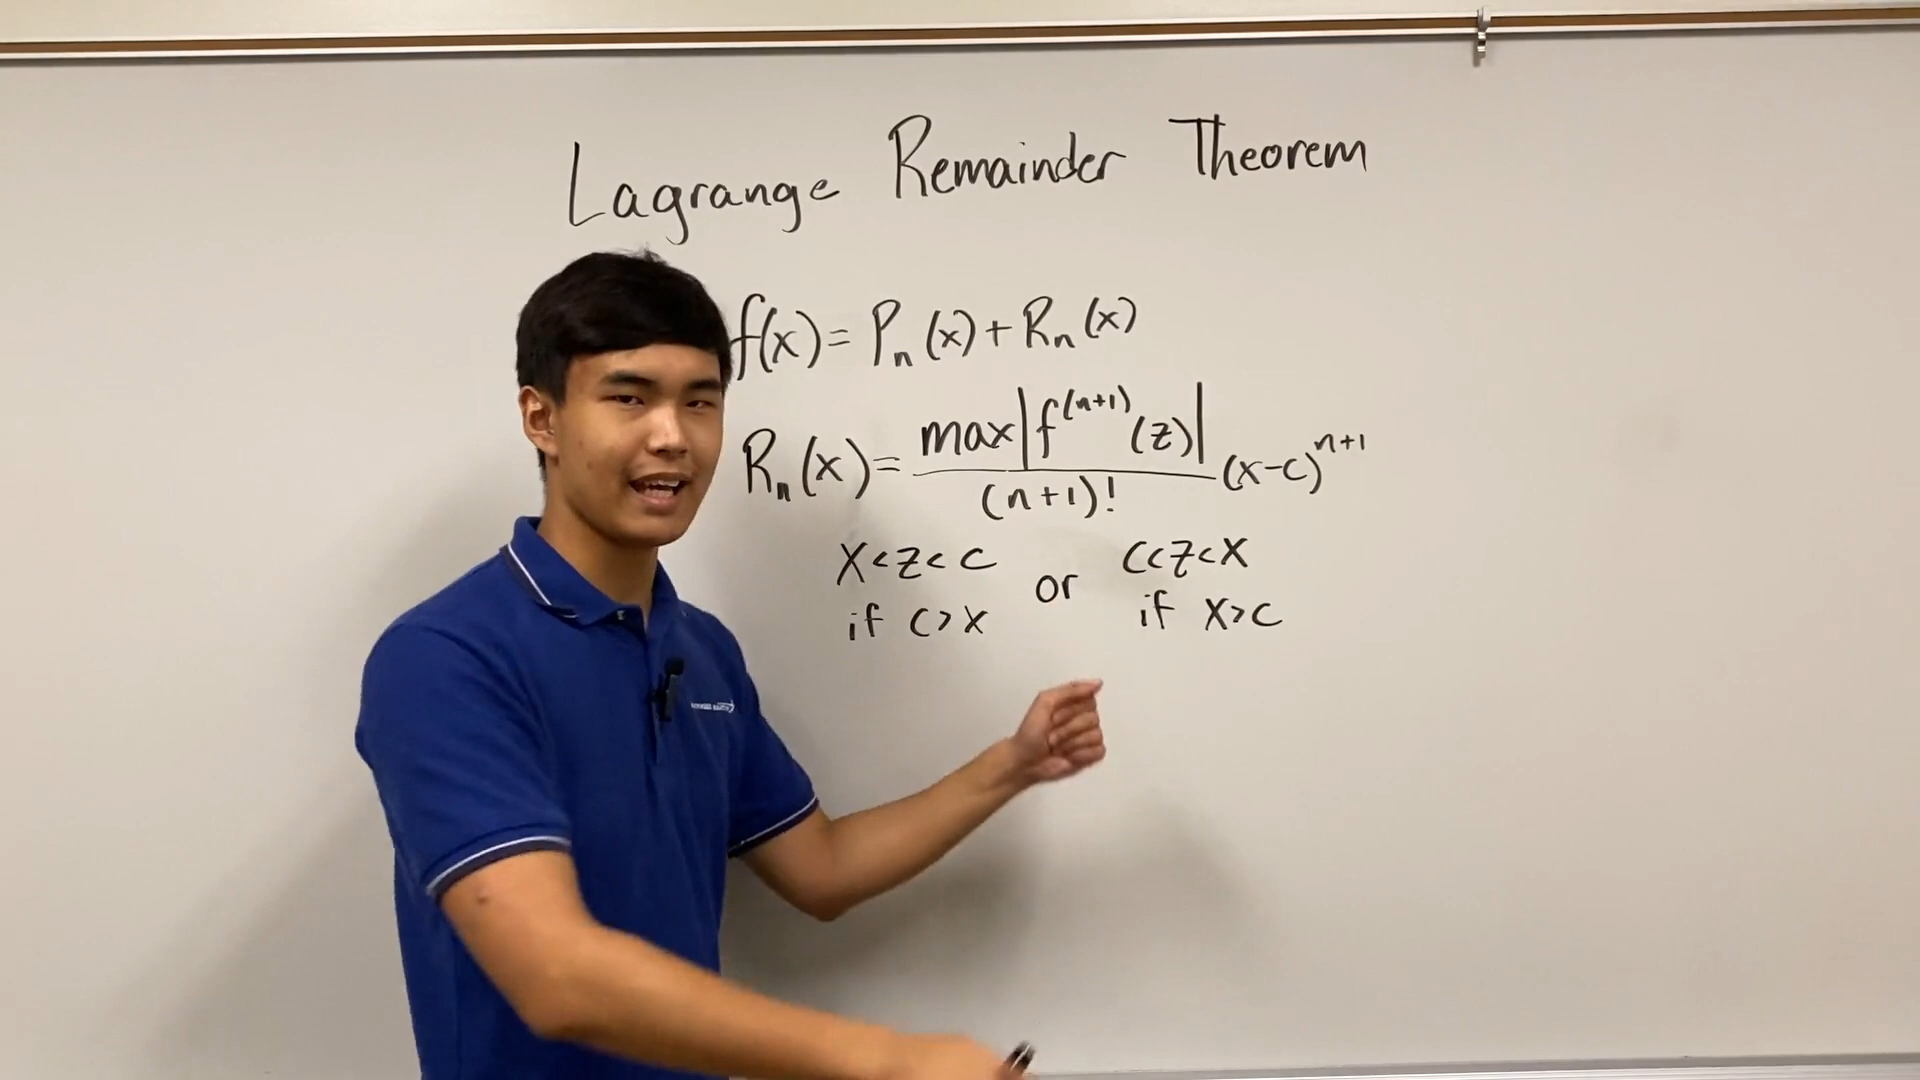 Lagrange Remainder Theorem
f(x) = Pₙ(x) + Rₙ(x)
Rₙ(x) = max|f⁽ⁿ⁺¹⁾(z)| / (n+1)! (x-c)ⁿ⁺¹
x<z<c or c<z<x
if c>x if x>c